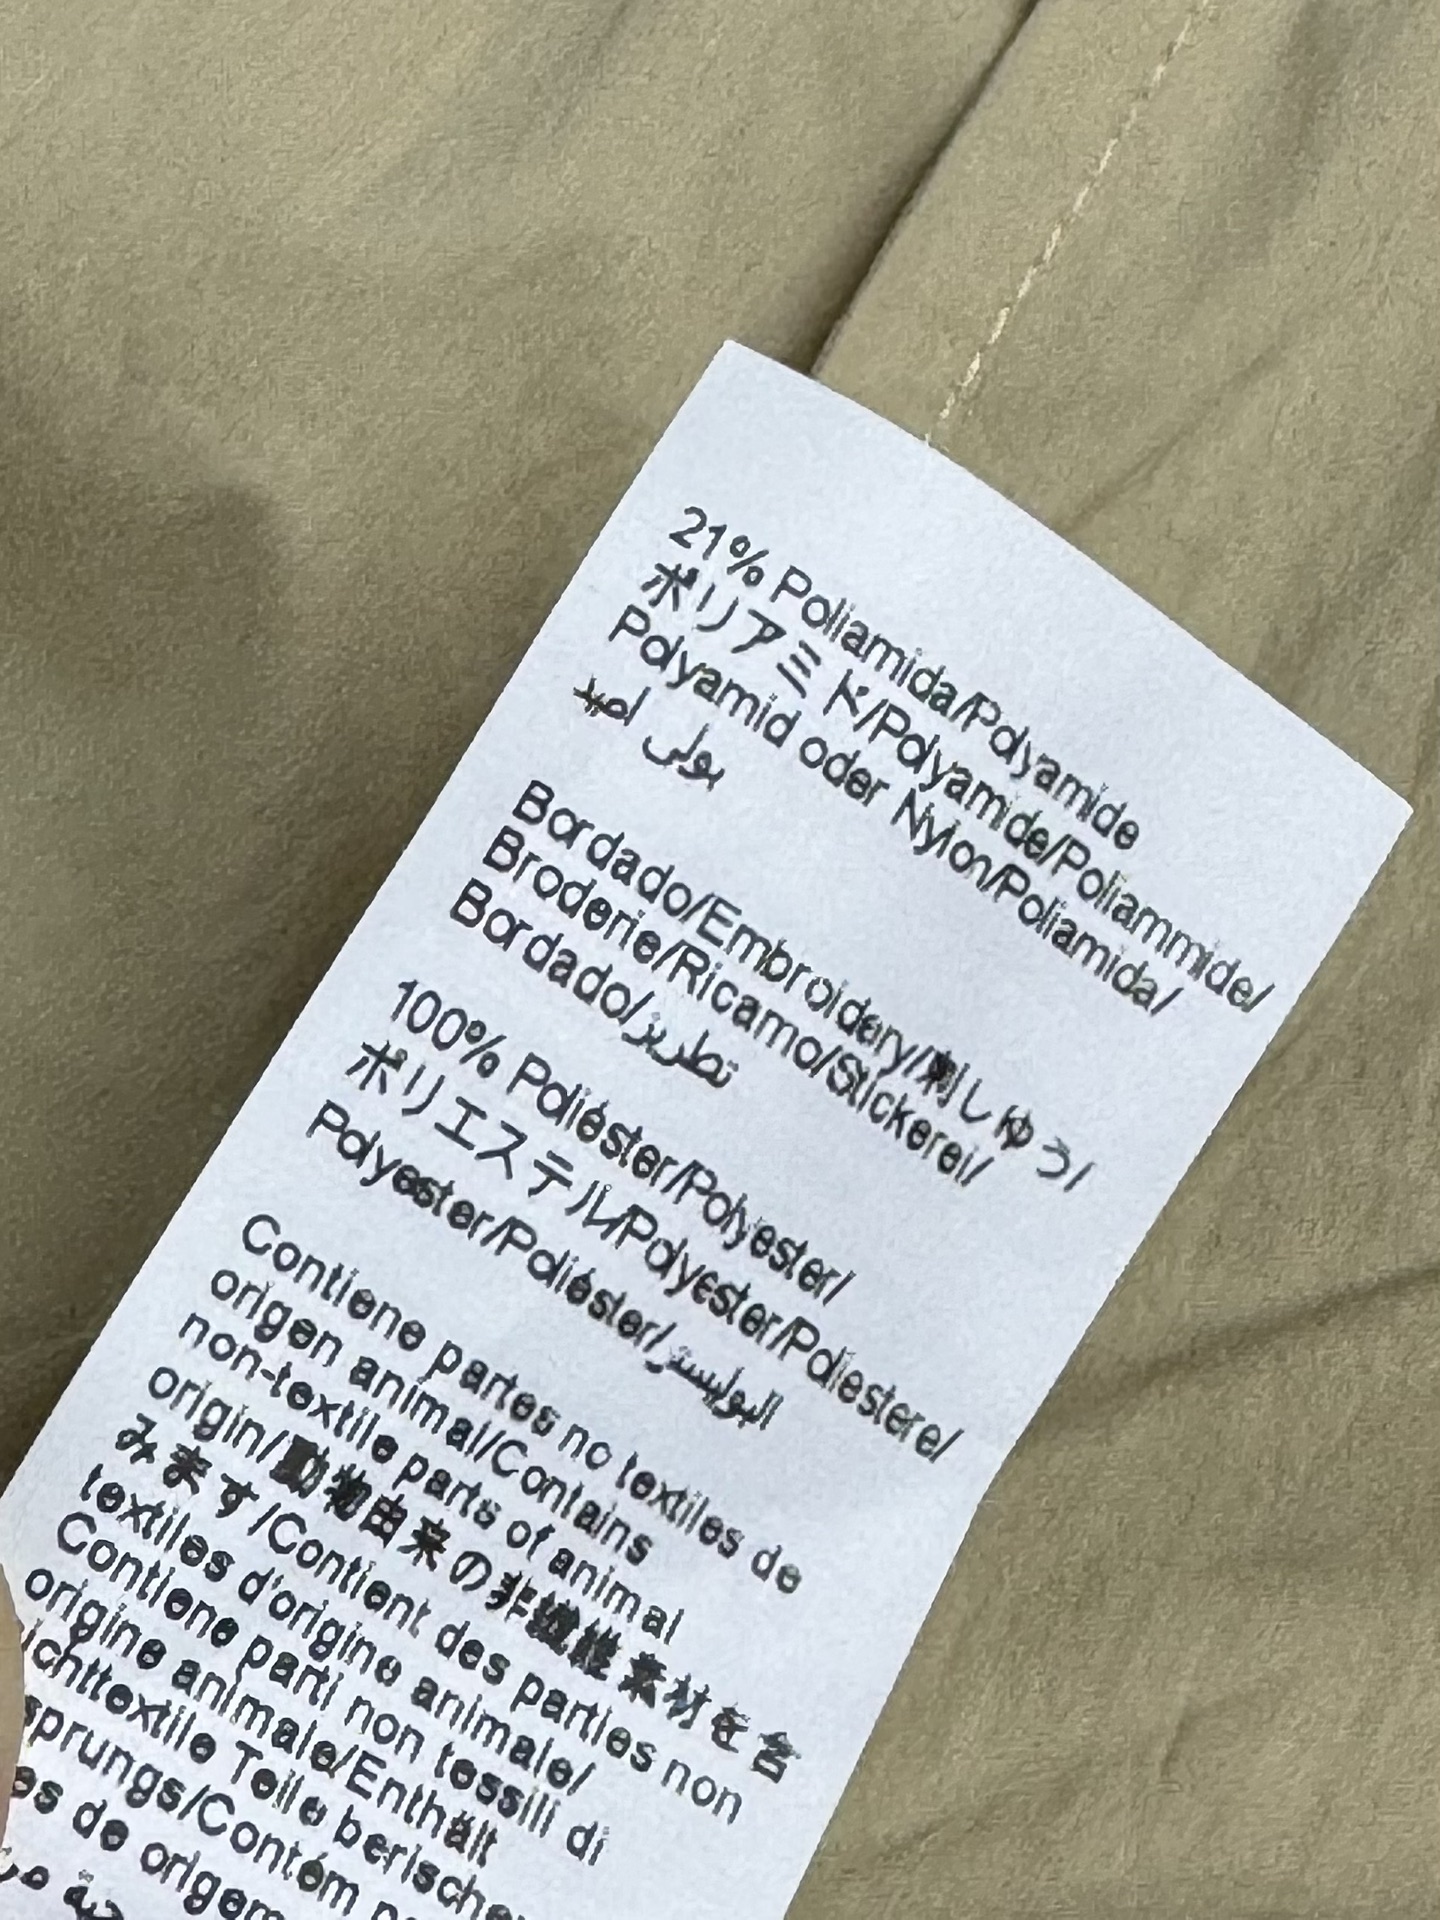 21% Poliamida/Polyamide
ポリアミド/Polyamide/Poliammide/
Polyamid oder Nylon/Poliamida/
بولى اميد
Bordado/Embroidery/刺しゅう/
Broderie/Ricamo/Stickerei/
Bordado/تطريز
100% Poliéster/Polyester/
ポリエステル/Polyester/Poliestere/
Polyester/Poliéster/البوليستر
Contiene partes no textiles de
origen animal/Contains
non-textile parts of animal
origin/動物由来の非繊維素材を含
みます/Contient des parties non
textiles d'origine animale/
Contiene parti non tessili di
origine animale/Enthält
ichttextile Teile
sprungs/Contém
es de origem